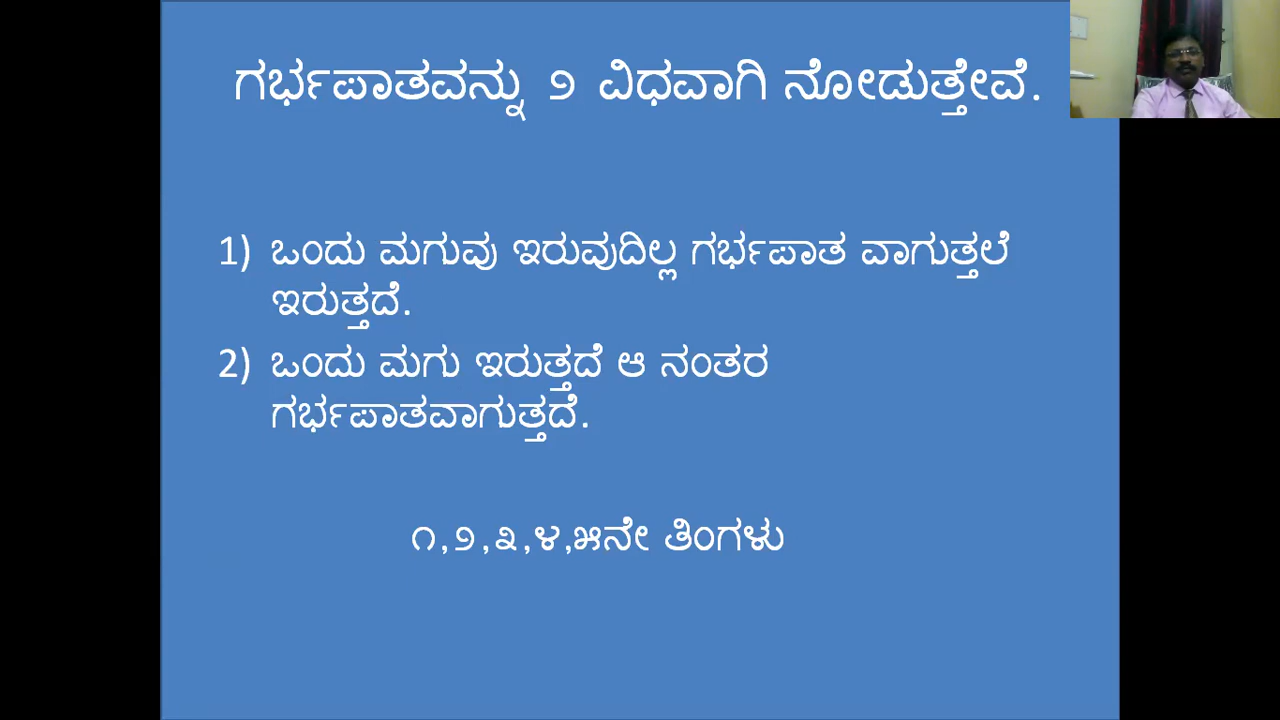 ಗರ್ಭಪಾತವನ್ನು ೨ ವಿಧವಾಗಿ ನೋಡುತ್ತೇವೆ.
1) ಒಂದು ಮಗುವು ಇರುವುದಿಲ್ಲ ಗರ್ಭಪಾತ ವಾಗುತ್ತಲೆ
ಇರುತ್ತದೆ.
2) ಒಂದು ಮಗು ಇರುತ್ತದೆ ಆ ನಂತರ
ಗರ್ಭಪಾತವಾಗುತ್ತದೆ.
೧,೨,೩,೪,೫ನೇ ತಿಂಗಳು